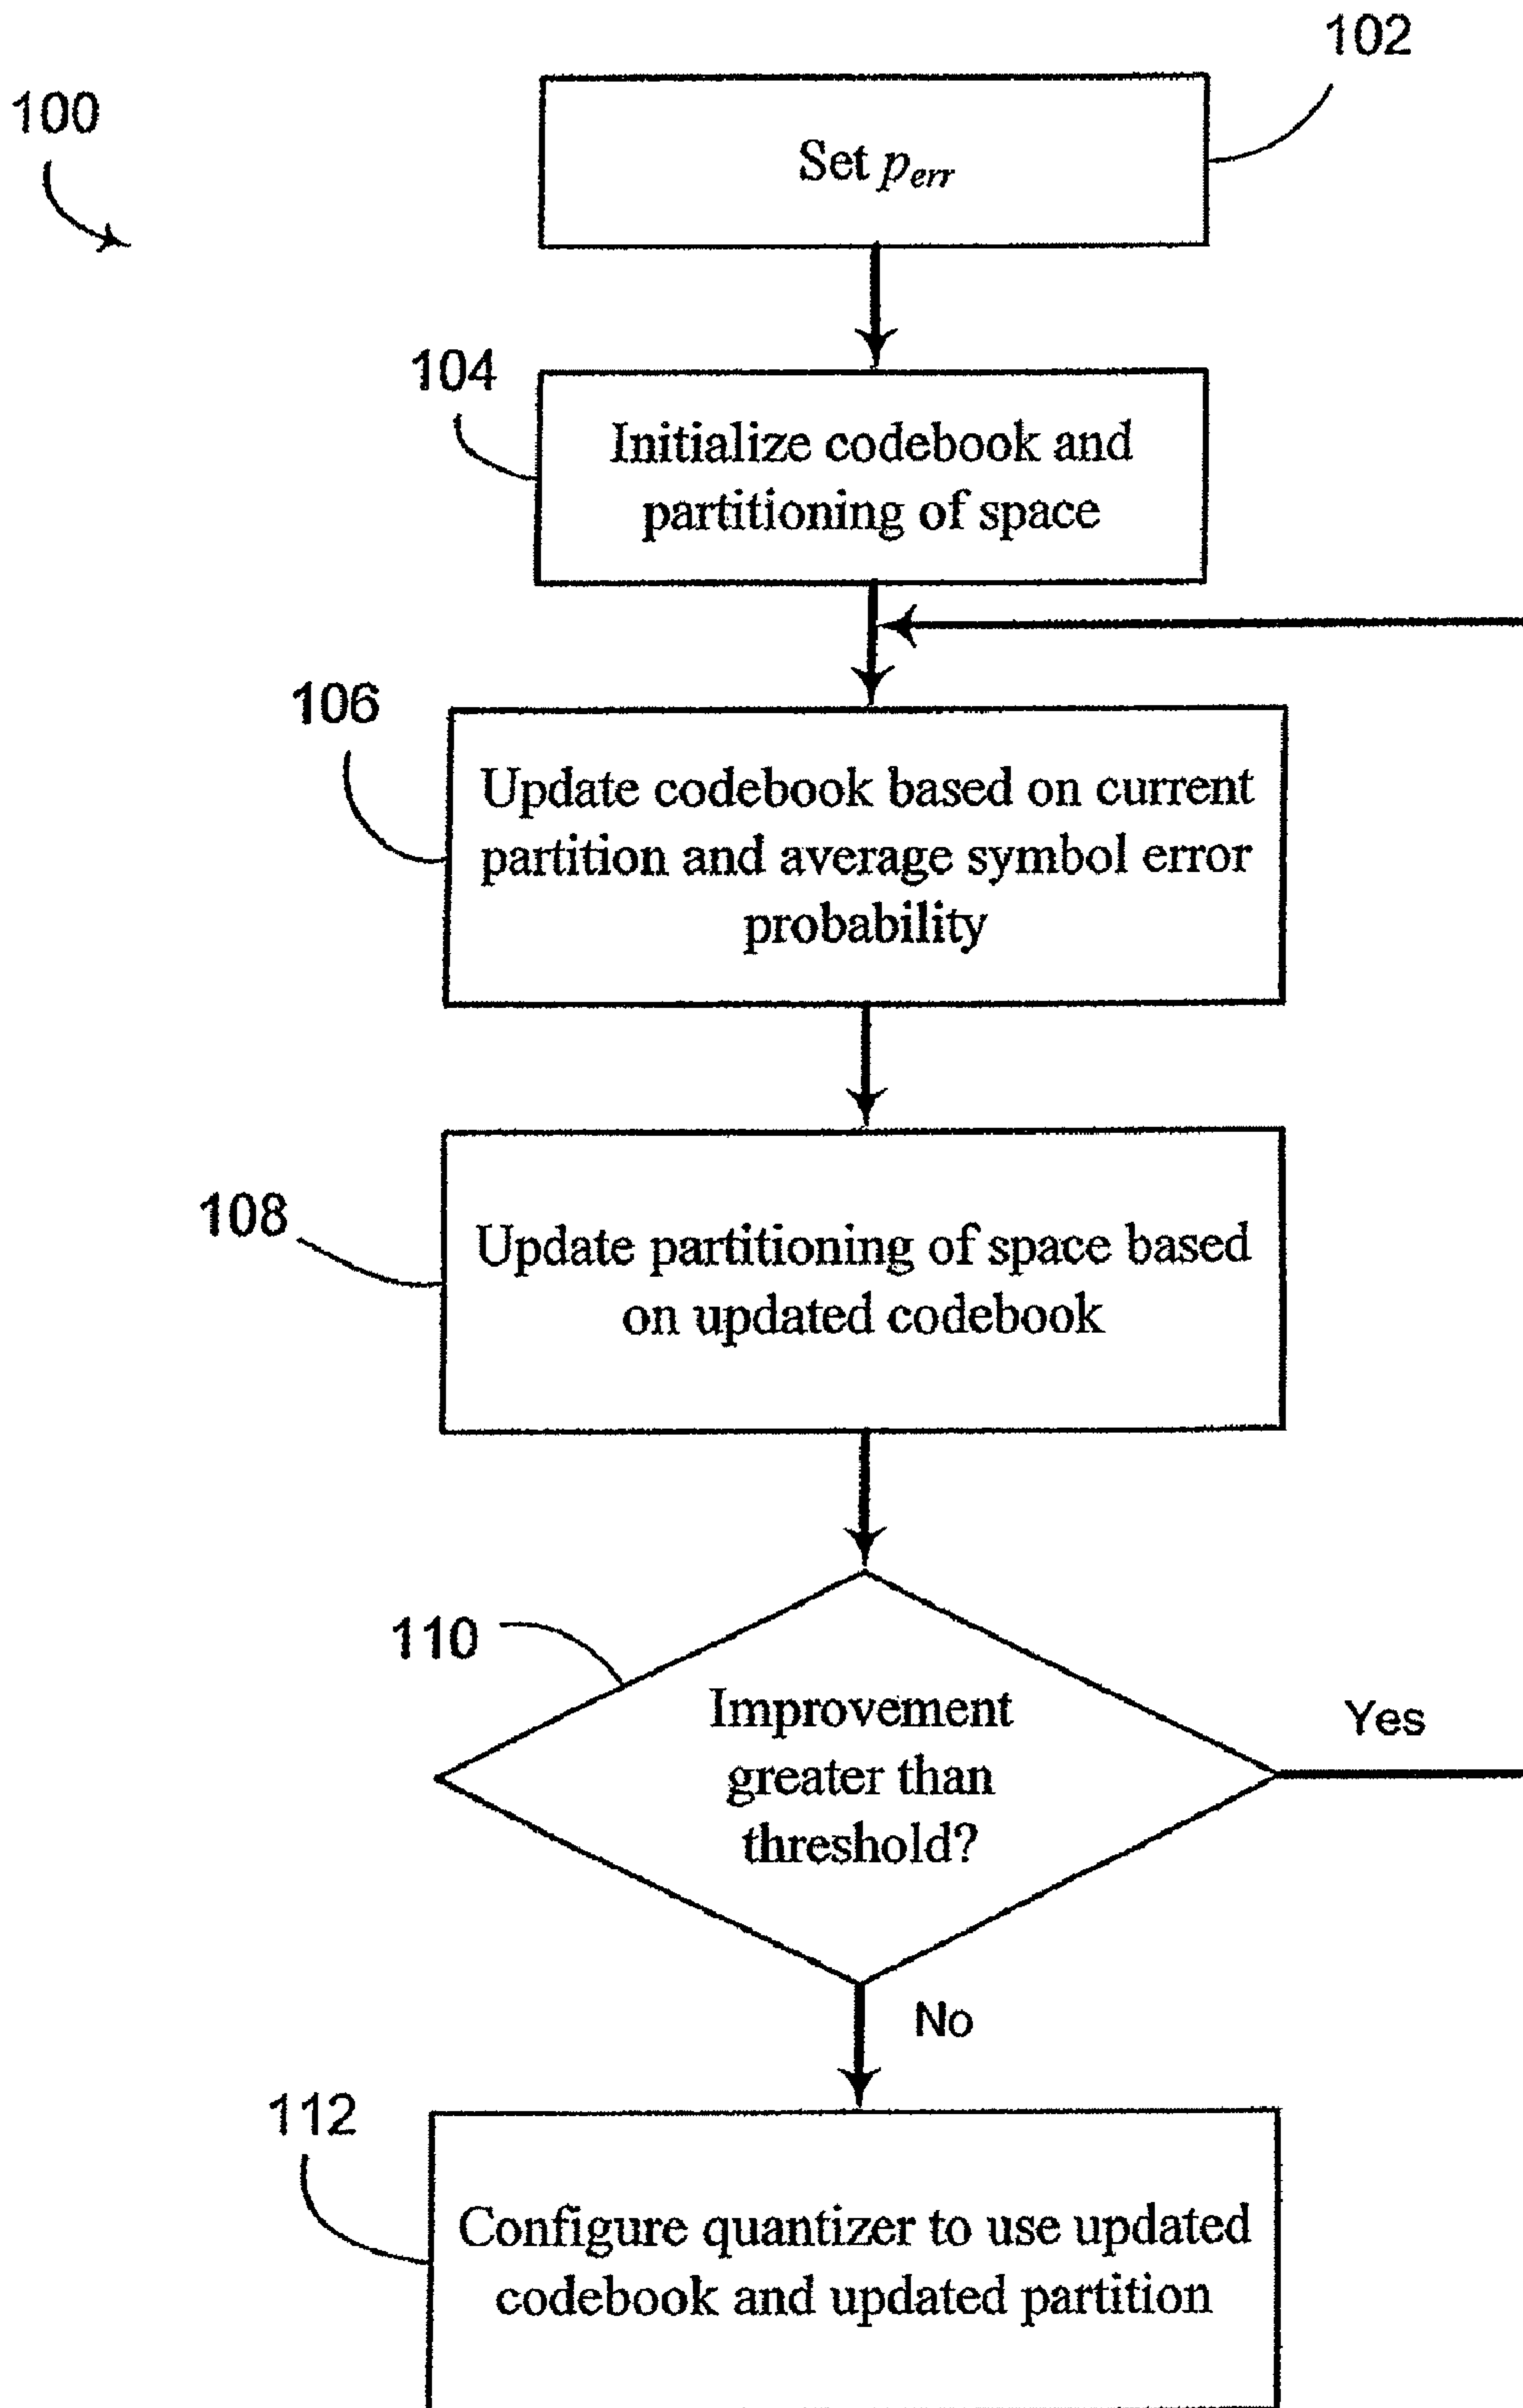 102
100
Set p_err
104
Initialize codebook and
partitioning of space
106
Update codebook based on current
partition and average symbol error
probability
108
Update partitioning of space based
on updated codebook
110
Improvement
greater than
threshold?
Yes
No
112
Configure quantizer to use updated
codebook and updated partition